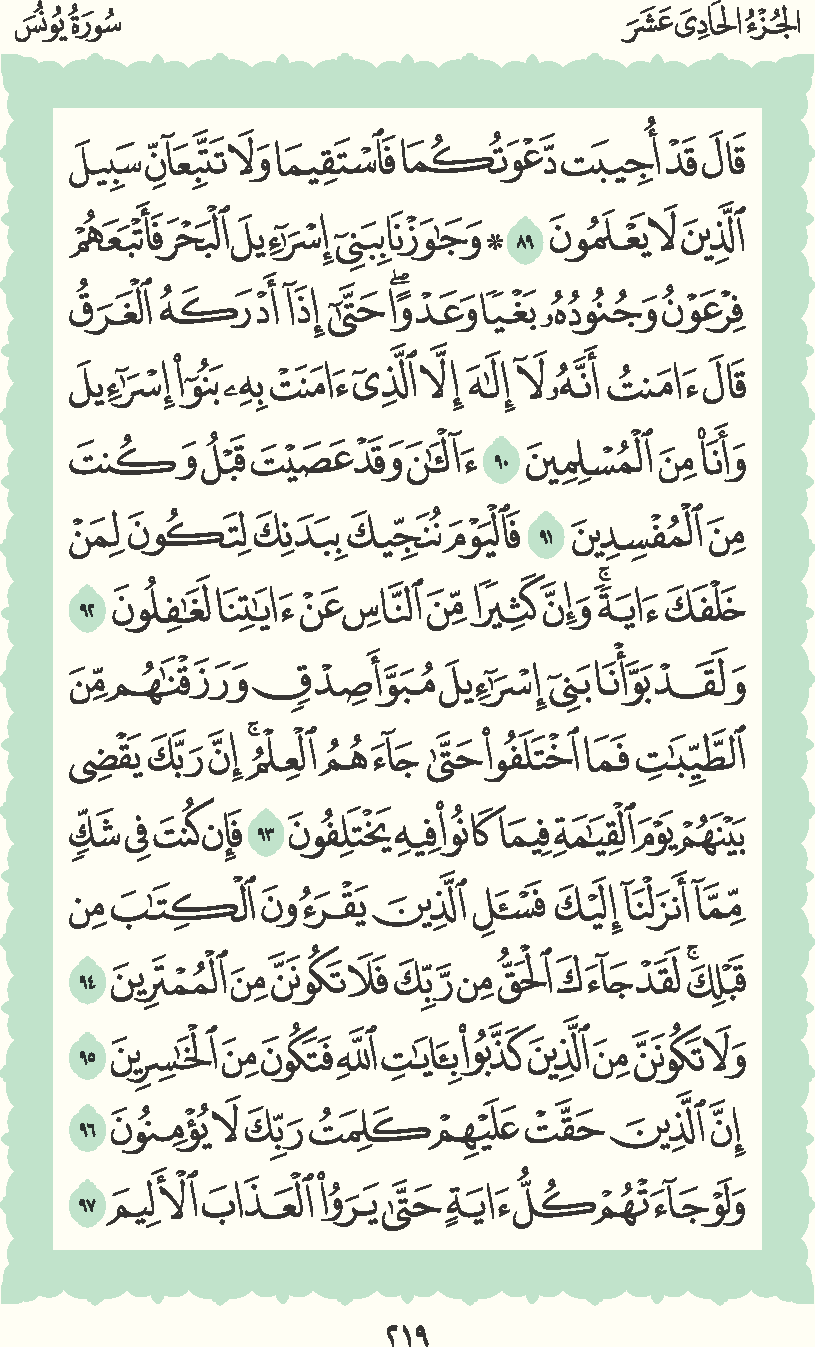 الجُزْءُ الحَادِى عَشَرَ
سُورَةُ يُونُسَ
قَالَ قَدْ أُجِيبَت دَّعْوَتُكُمَا فَٱسْتَقِيمَا وَلَا تَتَّبِعَآنِّ سَبِيلَ
ٱلَّذِينَ لَا يَعْلَمُونَ ٨٩ ۞ وَجَٰوَزْنَا بِبَنِىٓ إِسْرَٰٓءِيلَ ٱلْبَحْرَ فَأَتْبَعَهُمْ
فِرْعَوْنُ وَجُنُودُهُۥ بَغْيًا وَعَدْوًا ۖ حَتَّىٰٓ إِذَآ أَدْرَكَهُ ٱلْغَرَقُ
قَالَ ءَامَنتُ أَنَّهُۥ لَآ إِلَٰهَ إِلَّا ٱلَّذِىٓ ءَامَنَتْ بِهِۦ بَنُوٓا۟ إِسْرَٰٓءِيلَ
وَأَنَا۠ مِنَ ٱلْمُسْلِمِينَ ٩٠ ءَآلْـَٰٔنَ وَقَدْ عَصَيْتَ قَبْلُ وَكُنتَ
مِنَ ٱلْمُفْسِدِينَ ٩١ فَٱلْيَوْمَ نُنَجِّيكَ بِبَدَنِكَ لِتَكُونَ لِمَنْ
خَلْفَكَ ءَايَةً ۚ وَإِنَّ كَثِيرًا مِّنَ ٱلنَّاسِ عَنْ ءَايَٰتِنَا لَغَٰفِلُونَ ٩٢
وَلَقَدْ بَوَّأْنَا بَنِىٓ إِسْرَٰٓءِيلَ مُبَوَّأَ صِدْقٍ وَرَزَقْنَٰهُم مِّنَ
ٱلطَّيِّبَٰتِ فَمَا ٱخْتَلَفُوا۟ حَتَّىٰ جَآءَهُمُ ٱلْعِلْمُ ۚ إِنَّ رَبَّكَ يَقْضِى
بَيْنَهُمْ يَوْمَ ٱلْقِيَٰمَةِ فِيمَا كَانُوا۟ فِيهِ يَخْتَلِفُونَ ٩٣ فَإِن كُنتَ فِى شَكٍّ
مِّمَّآ أَنزَلْنَآ إِلَيْكَ فَسْـَٔلِ ٱلَّذِينَ يَقْرَءُونَ ٱلْكِتَٰبَ مِن
قَبْلِكَ ۚ لَقَدْ جَآءَكَ ٱلْحَقُّ مِن رَّبِّكَ فَلَا تَكُونَنَّ مِنَ ٱلْمُمْتَرِينَ ٩٤
وَلَا تَكُونَنَّ مِنَ ٱلَّذِينَ كَذَّبُوا۟ بِـَٔايَٰتِ ٱللَّهِ فَتَكُونَ مِنَ ٱلْخَٰسِرِينَ ٩٥
إِنَّ ٱلَّذِينَ حَقَّتْ عَلَيْهِمْ كَلِمَتُ رَبِّكَ لَا يُؤْمِنُونَ ٩٦
وَلَوْ جَآءَتْهُمْ كُلُّ ءَايَةٍ حَتَّىٰ يَرَوُا۟ ٱلْعَذَابَ ٱلْأَلِيمَ ٩٧
٢١٩